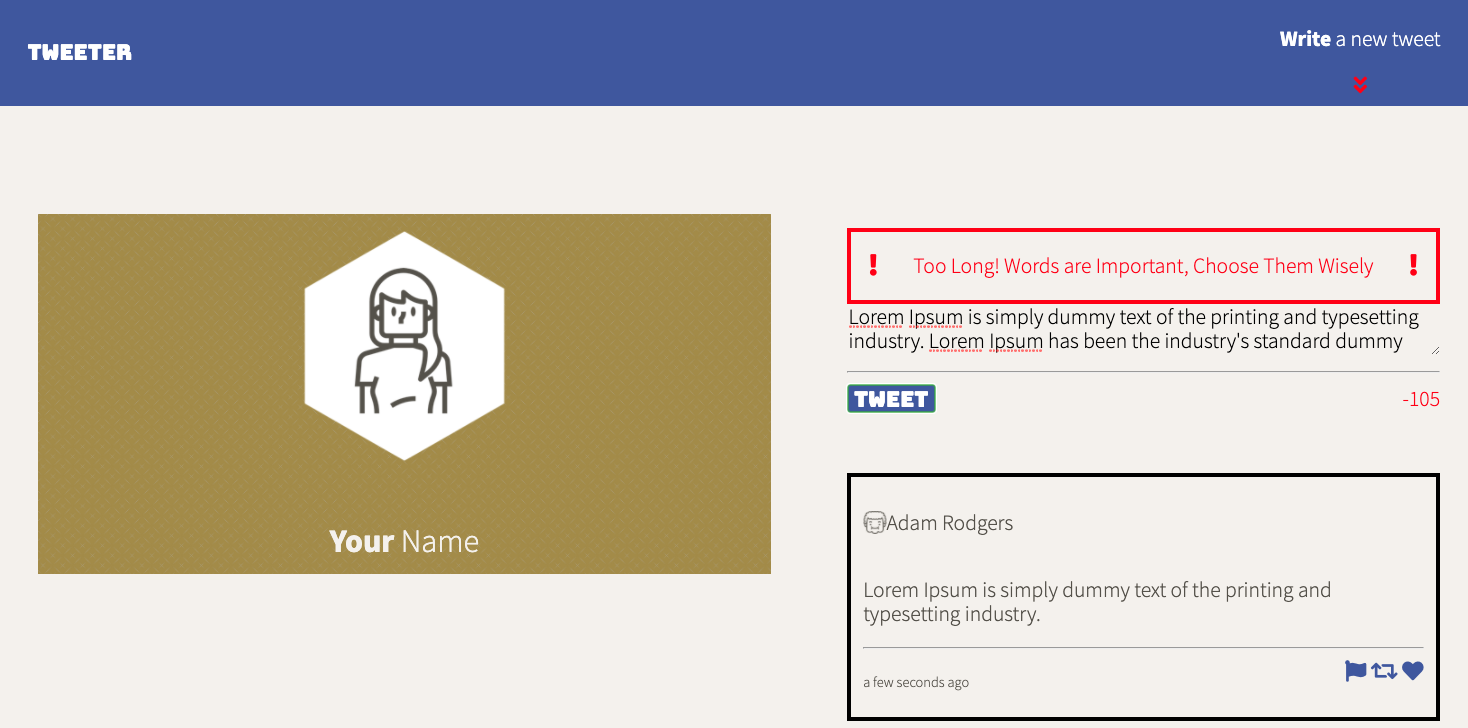 TWEETER
Write a new tweet
Your Name
Too Long! Words are Important, Choose Them Wisely
Lorem Ipsum is simply dummy text of the printing and typesetting
industry. Lorem Ipsum has been the industry's standard dummy
TWEET
-105
Adam Rodgers
Lorem Ipsum is simply dummy text of the printing and
typesetting industry.
a few seconds ago